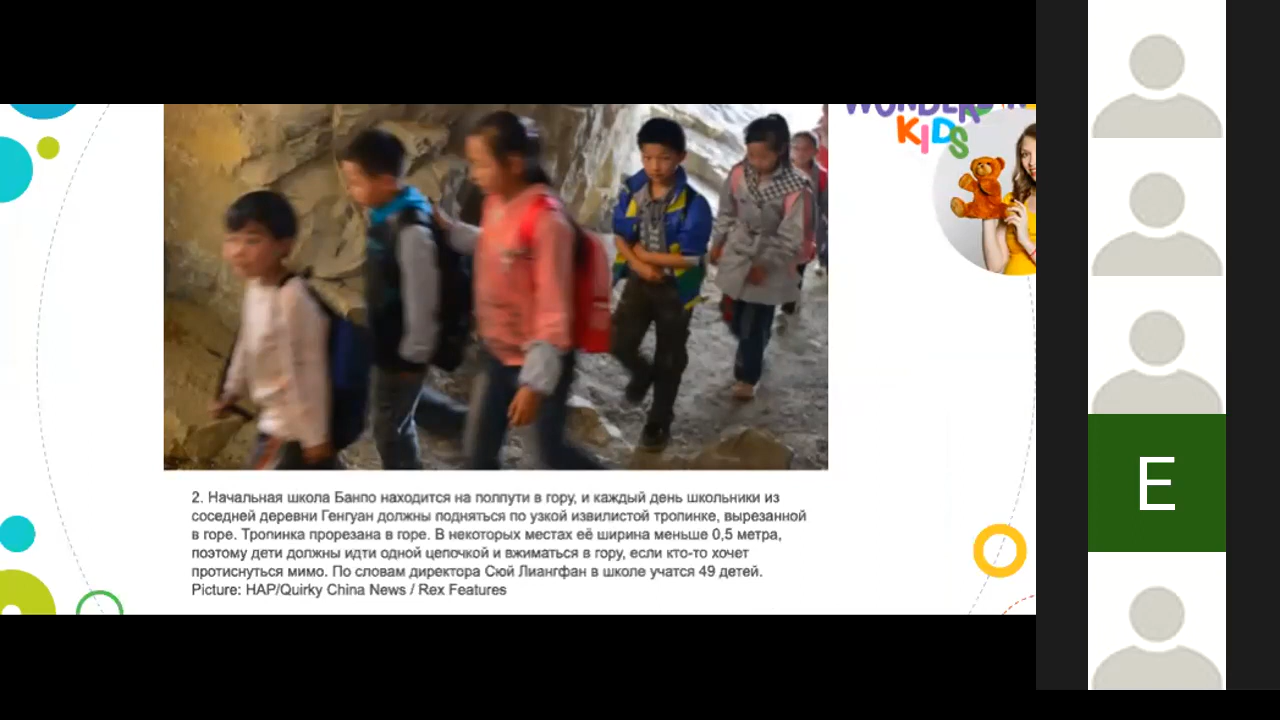 KIDS
2. Начальная школа Банпо находится на полпути в гору, и каждый день школьники из
соседней деревни Генгуан должны подняться по узкой извилистой тропинке, вырезанной
в горе. Тропинка прорезана в горе. В некоторых местах её ширина меньше 0,5 метра,
поэтому дети должны идти одной цепочкой и вжиматься в гору, если кто-то хочет
протиснуться мимо. По словам директора Сюй Лиангфан в школе учатся 49 детей.
Picture: HAP/Quirky China News / Rex Features
E